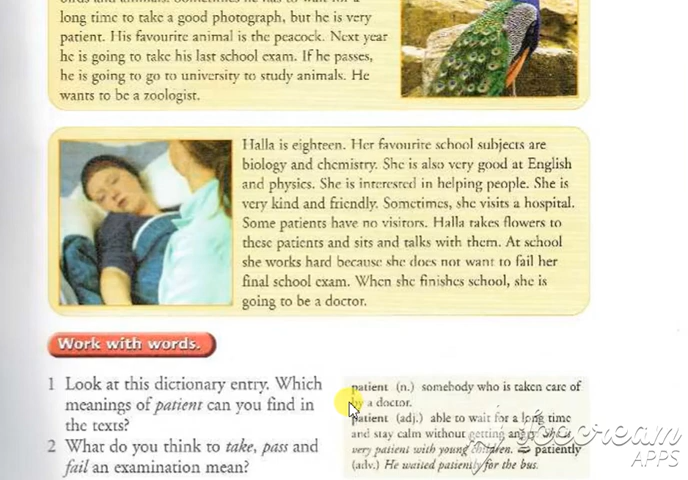 long time to take a good photograph, but he is very
patient. His favourite animal is the peacock. Next year
he is going to take his last school exam. If he passes,
he is going to go to university to study animals. He
wants to be a zoologist.
Halla is eighteen. Her favourite school subjects are
biology and chemistry. She is also very good at English
and physics. She is interested in helping people. She is
very kind and friendly. Sometimes, she visits a hospital.
Some patients have no visitors. Halla takes flowers to
these patients and sits and talks with them. At school
she works hard because she does not want to fail her
final school exam. When she finishes school, she is
going to be a doctor.
Work with words.
1 Look at this dictionary entry. Which
meanings of patient can you find in
the texts?
2 What do you think to take, pass and
fail an examination mean?
patient (n.) somebody who is taken care of
by a doctor.
patient (adj.) able to wait for a long time
and stay calm without getting angry. She is
very patient with young children. patiently
(adv.) He waited patiently for the bus.
icecream
APPS